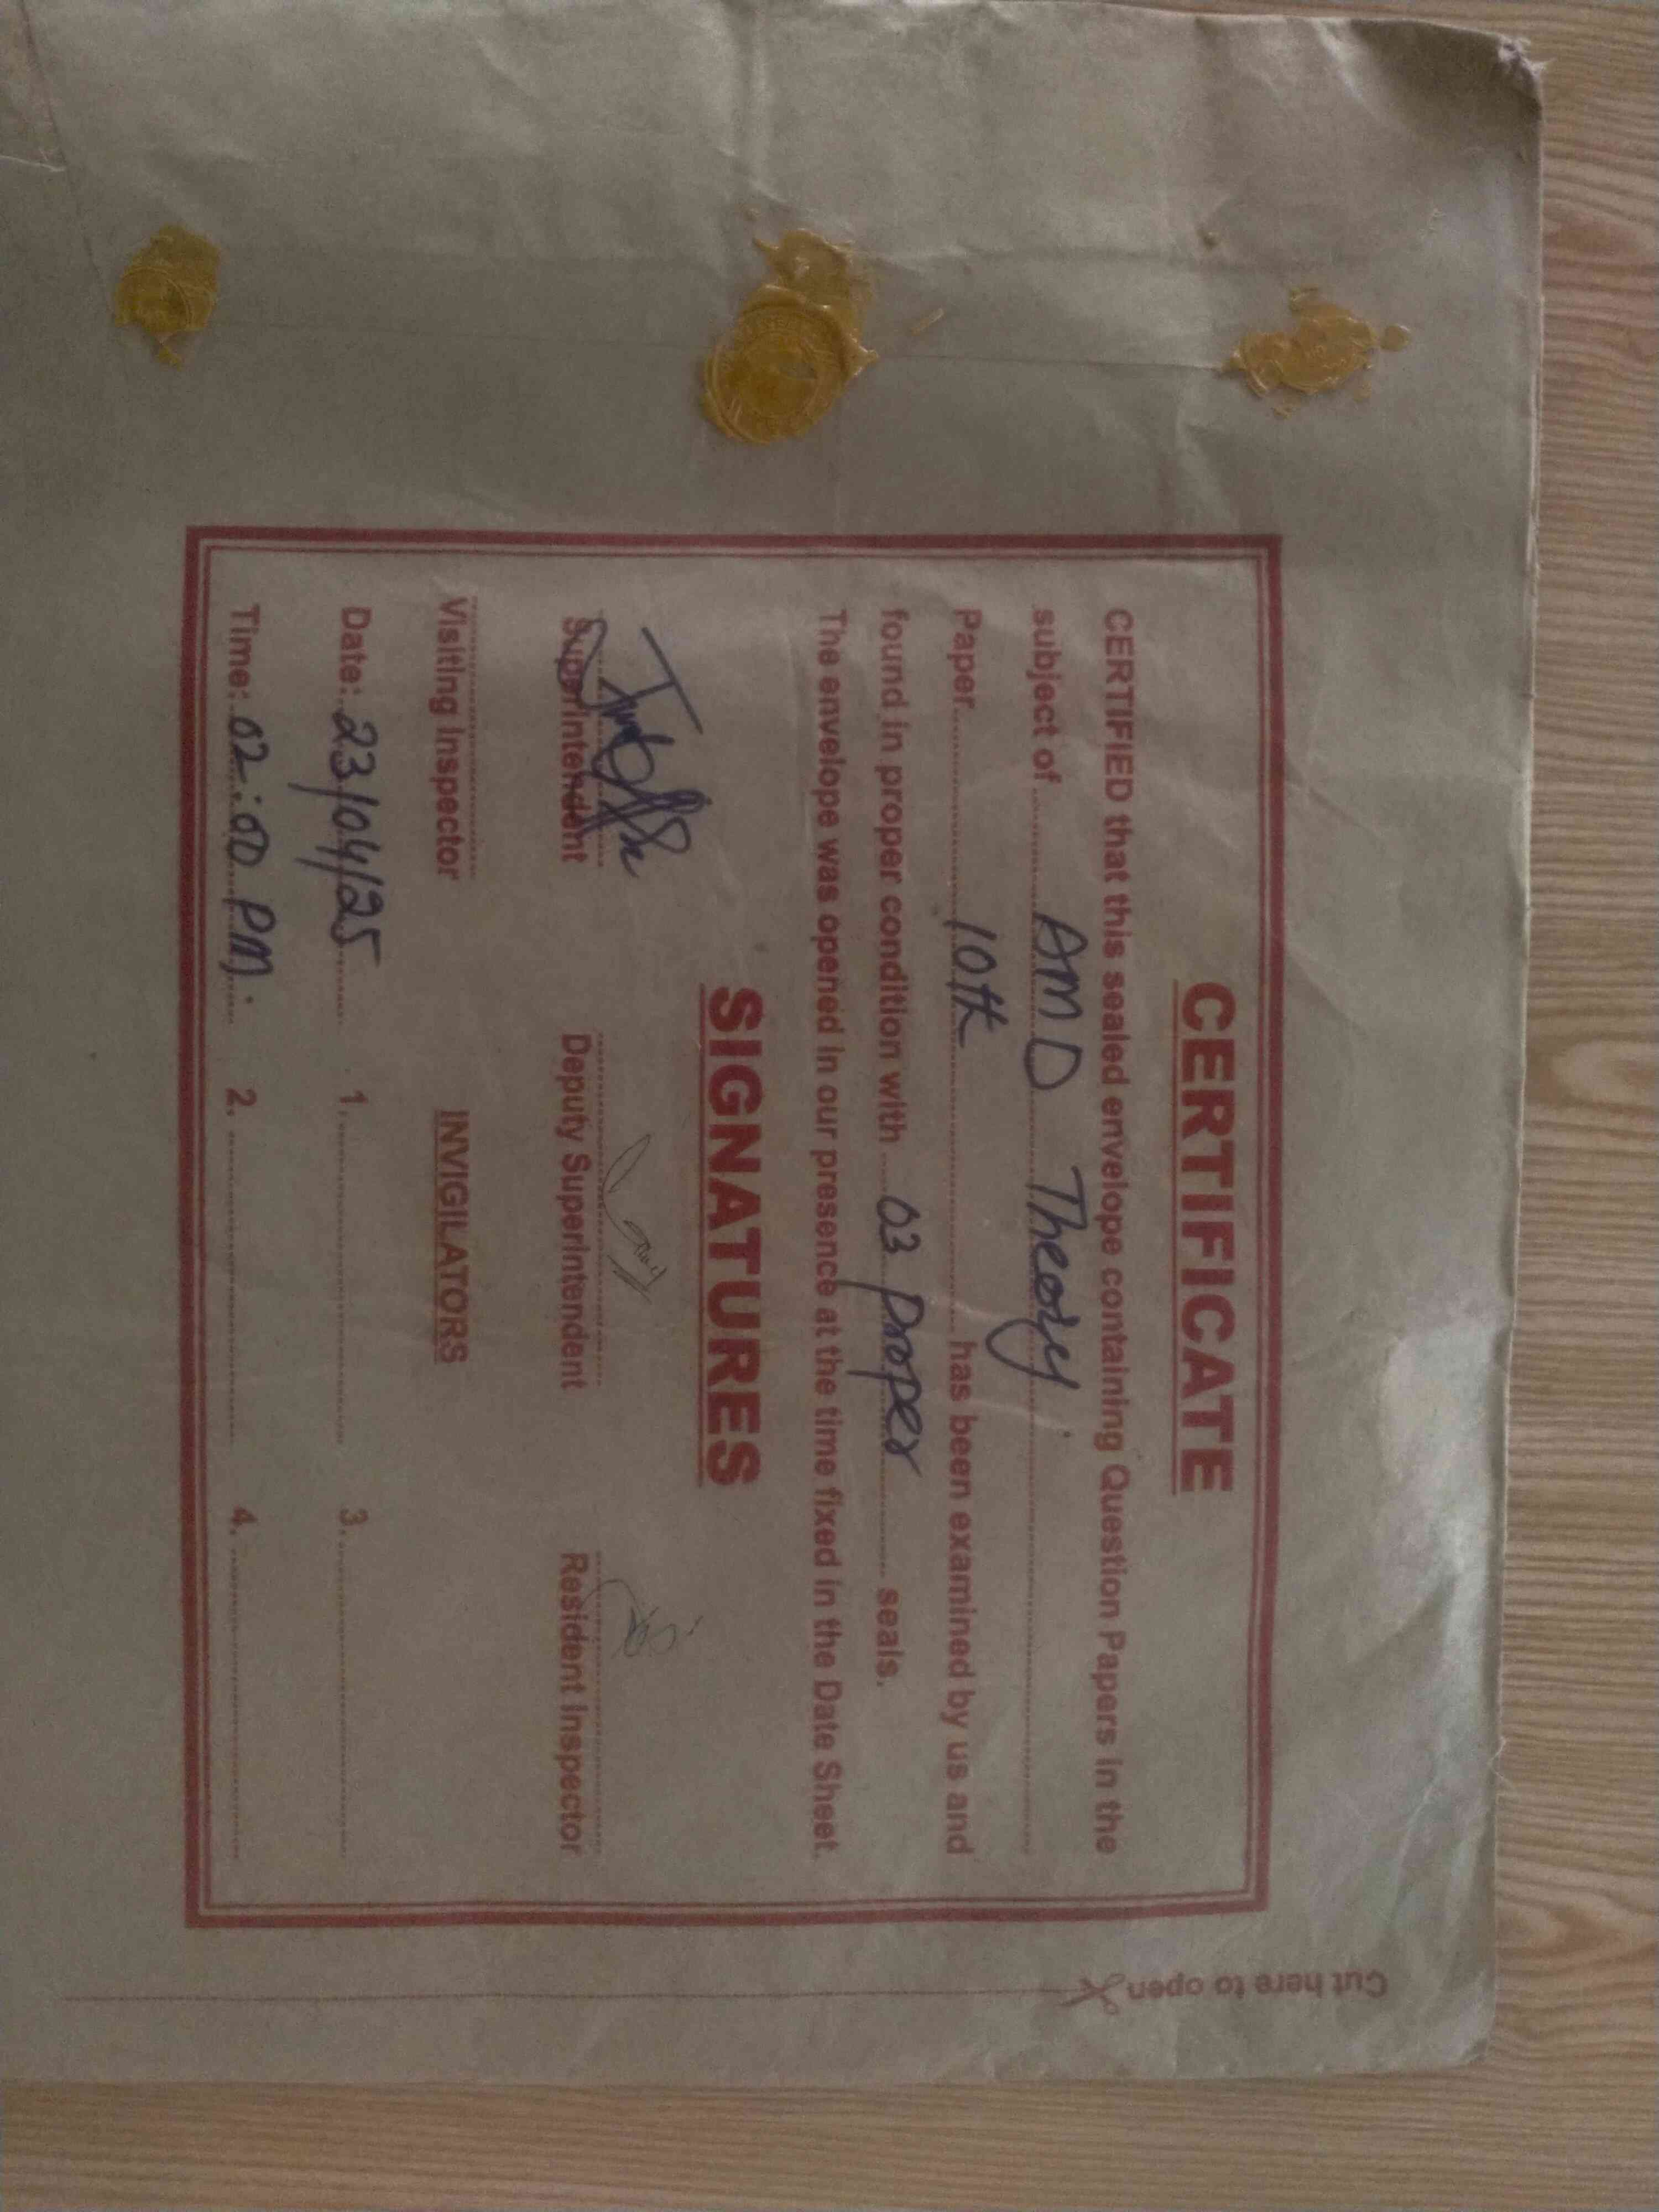 CERTIFICATE
CERTIFIED that this sealed envelope containing Question Papers in the
subject of ........ AMD Theory ........
Paper........ 10th ........ has been examined by us and
found in proper condition with ..... 03 Proper ........ seals.
The envelope was opened in our presence at the time fixed in the Date Sheet.
SIGNATURES
Superintendent Deputy Superintendent Resident Inspector
Visiting Inspector INVIGILATORS
Date: 23/04/25 1. 3.
Time: 02:00 PM. 2. 4.
Cut here to open